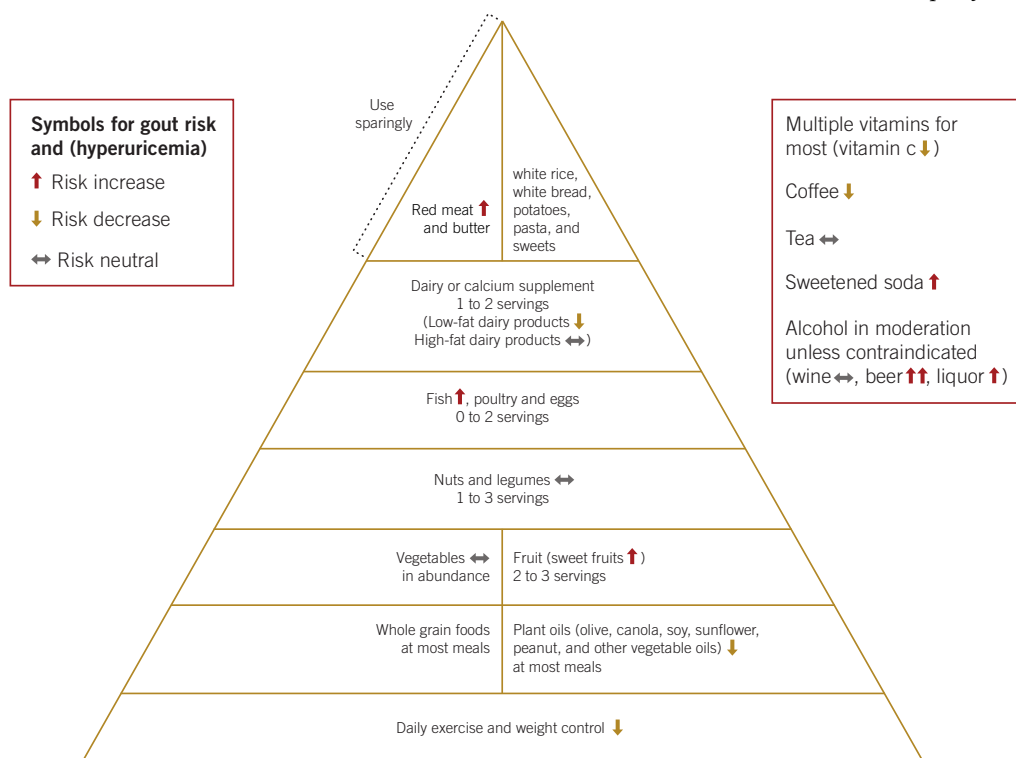 Use
sparingly
Symbols for gout risk
and (hyperuricemia)
↑ Risk increase
↓ Risk decrease
↔ Risk neutral
Red meat ↑
and butter
white rice,
white bread,
potatoes,
pasta, and
sweets
Dairy or calcium supplement
1 to 2 servings
(Low-fat dairy products ↓
High-fat dairy products ↔)
Fish ↑, poultry and eggs
0 to 2 servings
Nuts and legumes ↔
1 to 3 servings
Vegetables ↔
in abundance
Fruit (sweet fruits ↑)
2 to 3 servings
Whole grain foods
at most meals
Plant oils (olive, canola, soy, sunflower,
peanut, and other vegetable oils) ↓
at most meals
Daily exercise and weight control ↓
Multiple vitamins for
most (vitamin c ↓)
Coffee ↓
Tea ↔
Sweetened soda ↑
Alcohol in moderation
unless contraindicated
(wine ↔, beer ↑↑, liquor ↑)